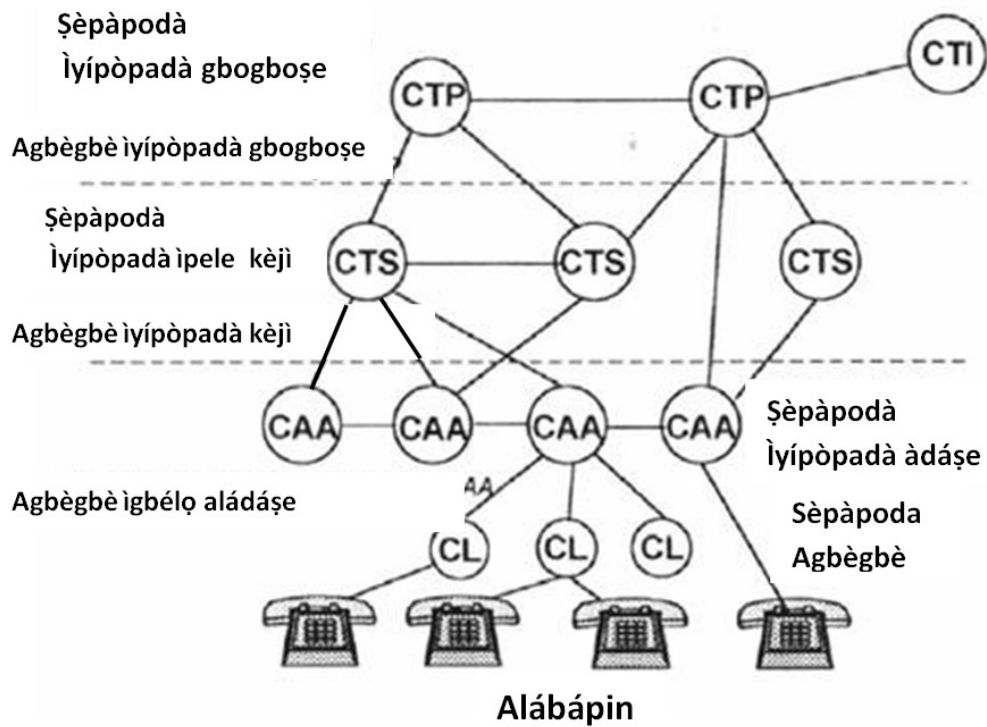 Ṣèpàpodà
Ìyípòpadà gbogboṣe
CTP
CTP
CTI
Agbègbè ìyípòpadà gbogboṣe
Ṣèpàpodà
Ìyípòpadà ìpele kèjì
CTS
CTS
CTS
Agbègbè ìyípòpadà kèjì
CAA
CAA
CAA
CAA
Ṣèpàpodà
Ìyípòpadà àdáṣe
Agbègbè ìgbélọ aládáṣe
AA
Sèpàpoda
Agbègbè
CL
CL
CL
Alábápin